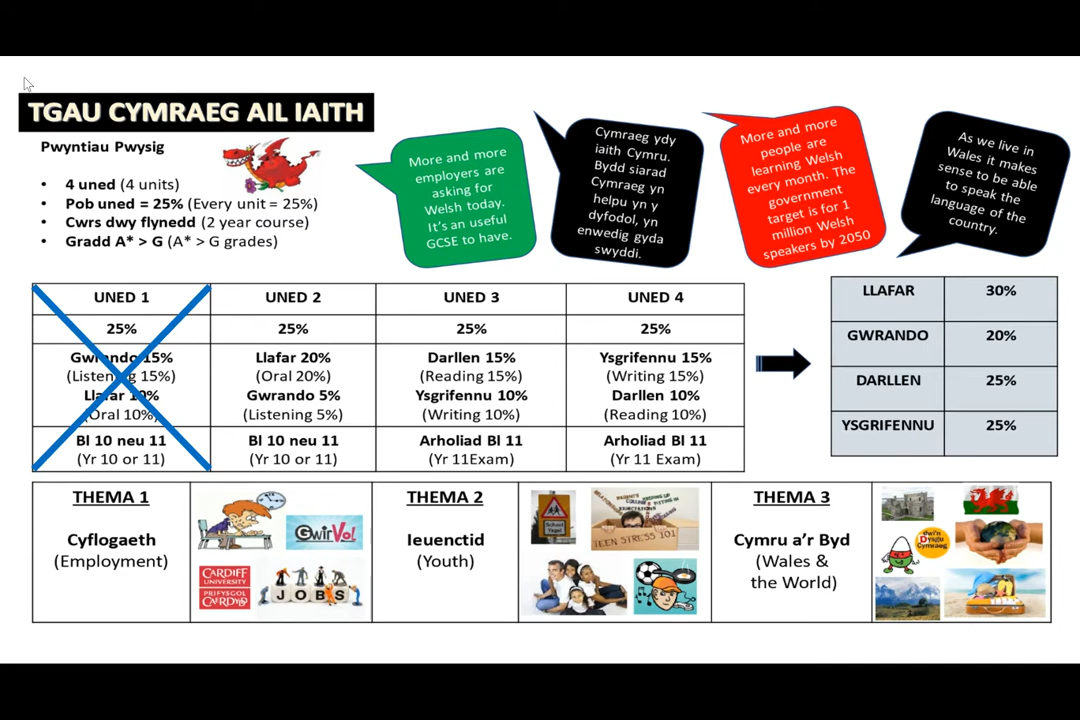 TGAU CYMRAEG AIL IAITH
Pwyntiau Pwysig
• 4 uned (4 units)
• Pob uned = 25% (Every unit = 25%)
• Cwrs dwy flynedd (2 year course)
• Gradd A* > G (A* > G grades)
More and more
employers are
asking for
Welsh today.
It's an useful
GCSE to have.
Cymraeg ydy
iaith Cymru.
Bydd siarad
Cymraeg yn
helpu yn y
dyfodol, yn
enwedig gyda
swyddi.
More and more
people are
learning Welsh
every month. The
government
target is for 1
million Welsh
speakers by 2050
As we live in
Wales it makes
sense to be able
to speak the
language of the
country.
UNED 1 UNED 2 UNED 3 UNED 4
25% 25% 25% 25%
Gwrando 15% Llafar 20% Darllen 15% Ysgrifennu 15%
(Listening 15%) (Oral 20%) (Reading 15%) (Writing 15%)
Llafar 10% Gwrando 5% Ysgrifennu 10% Darllen 10%
(Oral 10%) (Listening 5%) (Writing 10%) (Reading 10%)
Bl 10 neu 11 Bl 10 neu 11 Arholiad Bl 11 Arholiad Bl 11
(Yr 10 or 11) (Yr 10 or 11) (Yr 11Exam) (Yr 11 Exam)
LLAFAR 30%
GWRANDO 20%
DARLLEN 25%
YSGRIFENNU 25%
THEMA 1
Cyflogaeth
(Employment)
GwirVol
CARDIFF
UNIVERSITY
PRIFYSGOL
CAERDYDD
JOBS
THEMA 2
Ieuenctid
(Youth)
School
Ysgol
TEEN STRESS 101
THEMA 3
Cymru a'r Byd
(Wales &
the World)
dwi'n
Dysgu
Cymraeg